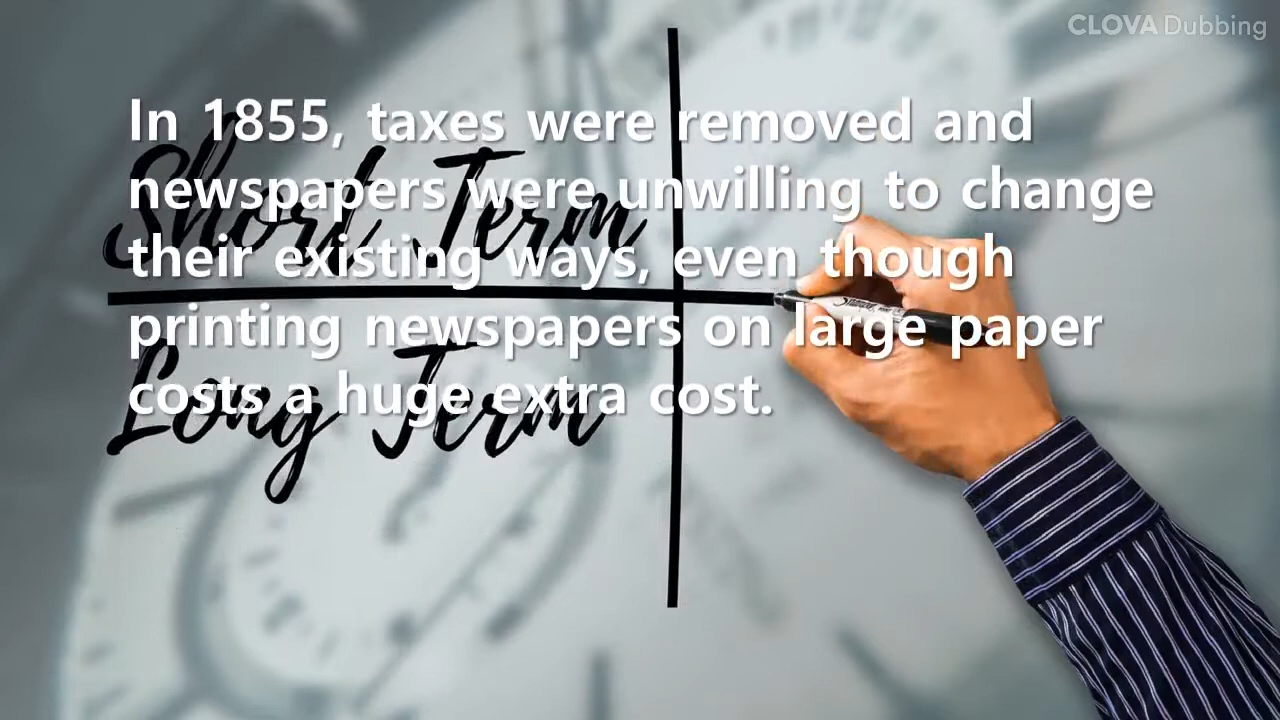 CLOVA Dubbing
In 1855, taxes were removed and
newspapers were unwilling to change
their existing ways, even though
printing newspapers on large paper
costs a huge extra cost.
Short Term
Long Term